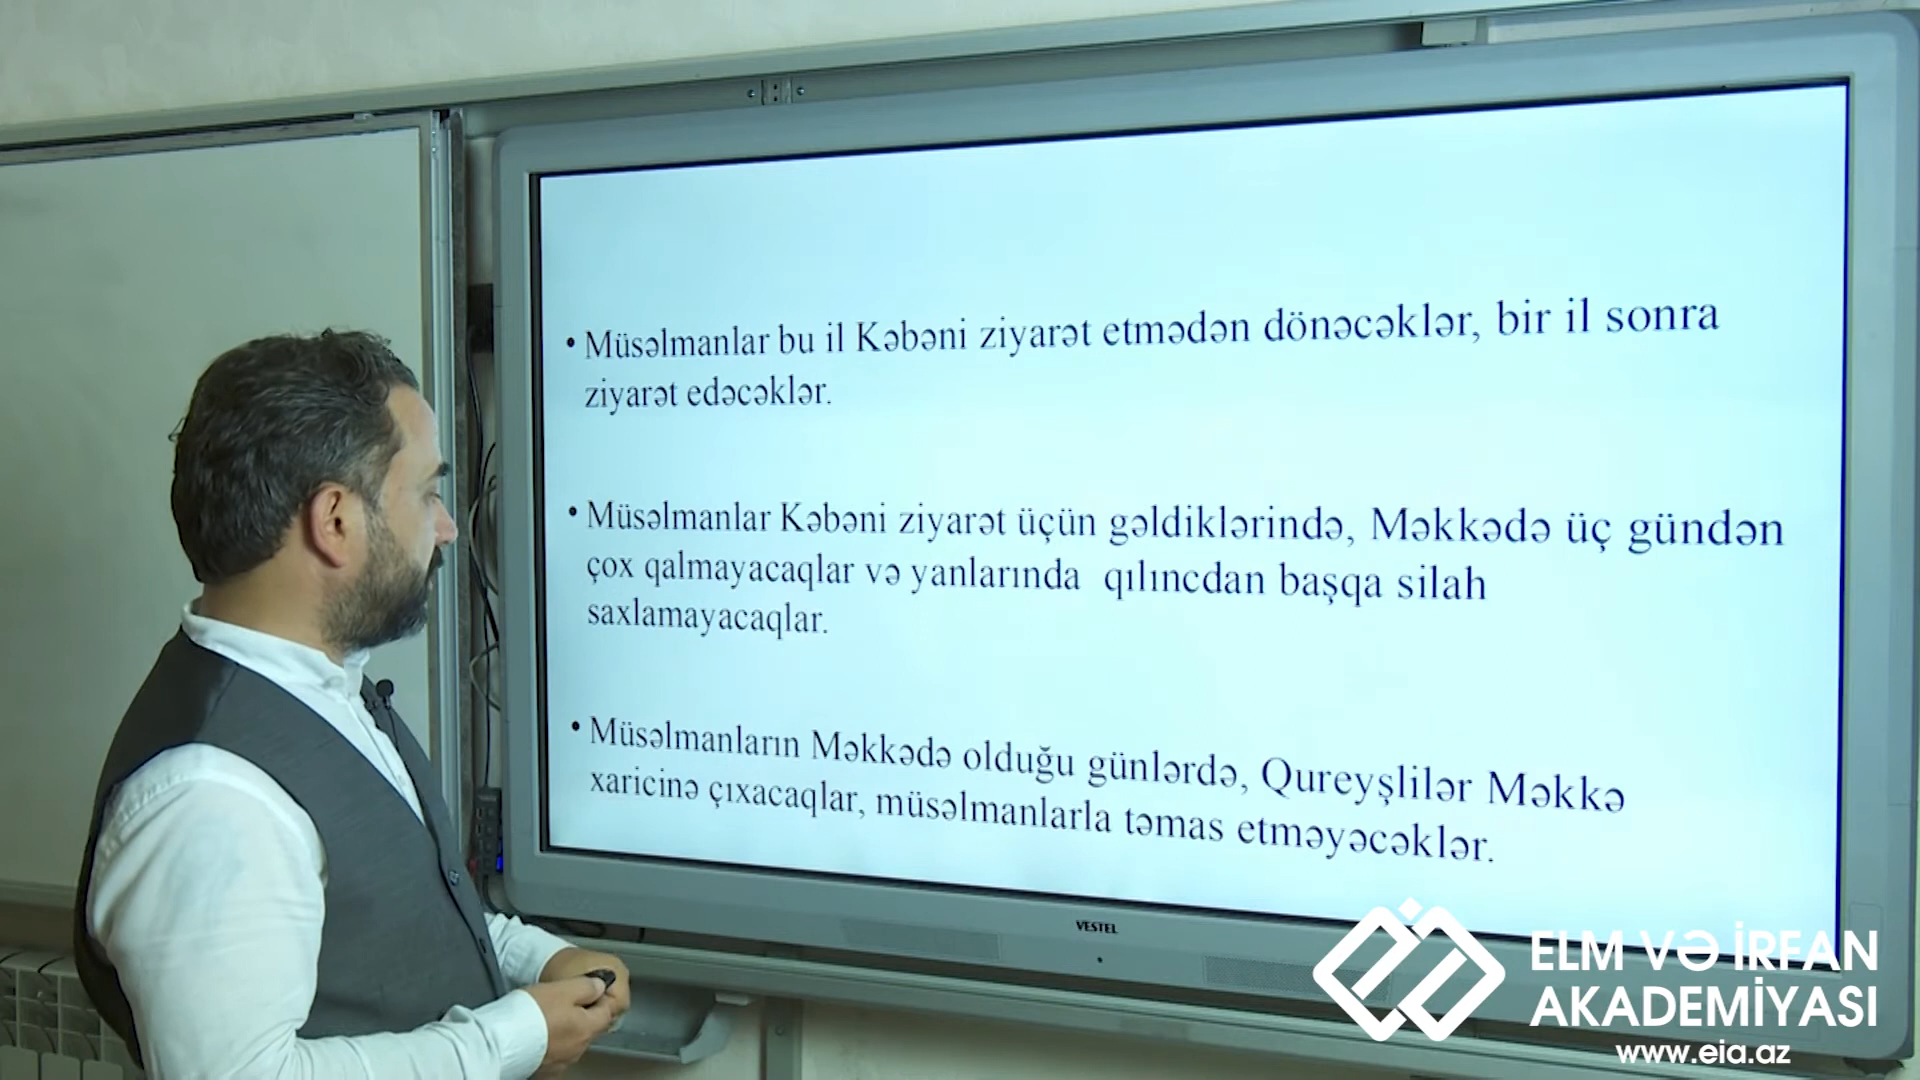 • Müsəlmanlar bu il Kəbəni ziyarət etmədən dönəcəklər, bir il sonra
ziyarət edəcəklər.
• Müsəlmanlar Kəbəni ziyarət üçün gəldiklərində, Məkkədə üç gündən
çox qalmayacaqlar və yanlarında qılıncdan başqa silah
saxlamayacaqlar.
• Müsəlmanların Məkkədə olduğu günlərdə, Qureyşlilər Məkkə
xaricinə çıxacaqlar, müsəlmanlarla təmas etməyəcəklər.
VESTEL
ELM VƏ İRFAN
AKADEMİYASI
www.eia.az